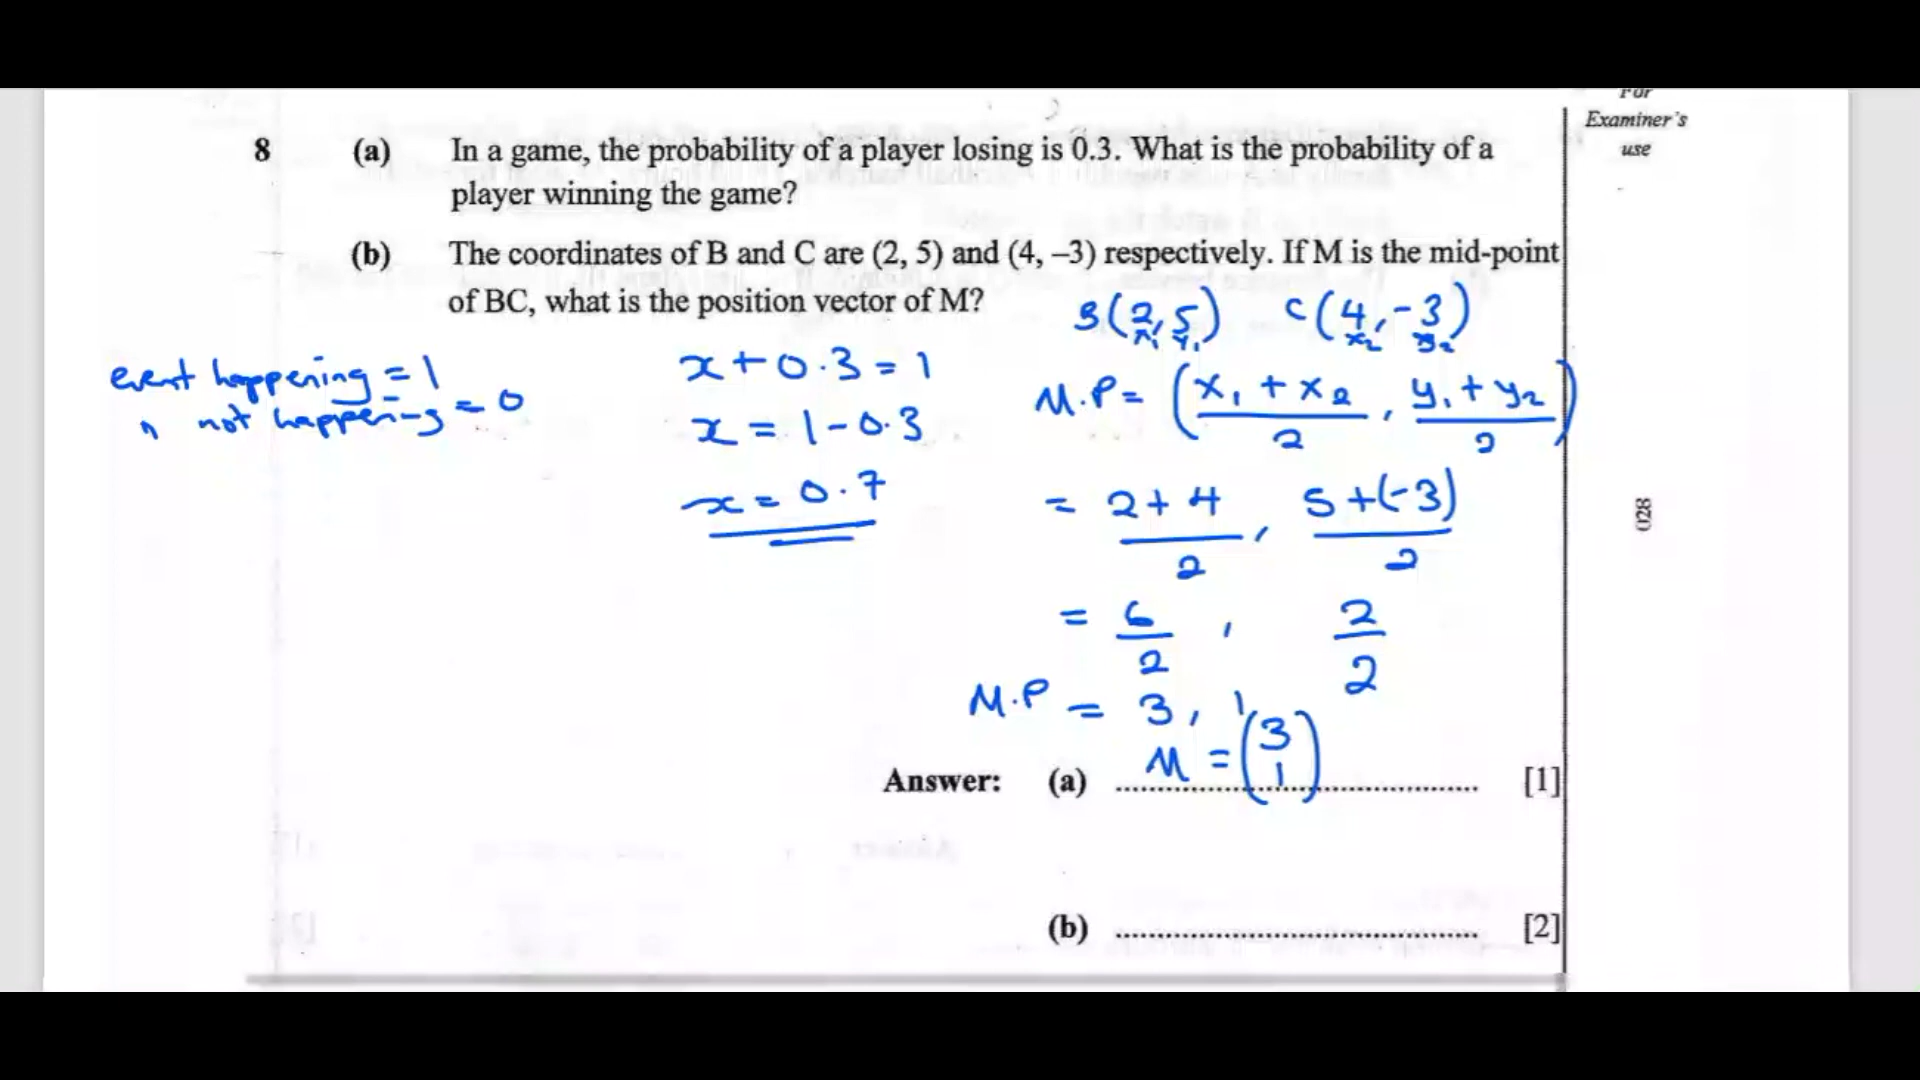 For
Examiner's
use
8 (a) In a game, the probability of a player losing is 0.3. What is the probability of a
player winning the game?
(b) The coordinates of B and C are (2, 5) and (4, –3) respectively. If M is the mid-point
of BC, what is the position vector of M?
B(2, 5) C(4, -3)
x₁ y₁ x₂ y₂
event happening = 1
" not happening = 0
x + 0.3 = 1
x = 1 - 0.3
x = 0.7
M.P = (x₁ + x₂ / 2, y₁ + y₂ / 2)
= 2 + 4 / 2, 5 + (-3) / 2
= 6 / 2, 2 / 2
M.P = 3, 1
M = (3 1)
028
Answer: (a) ........................................ [1]
(b) ........................................ [2]